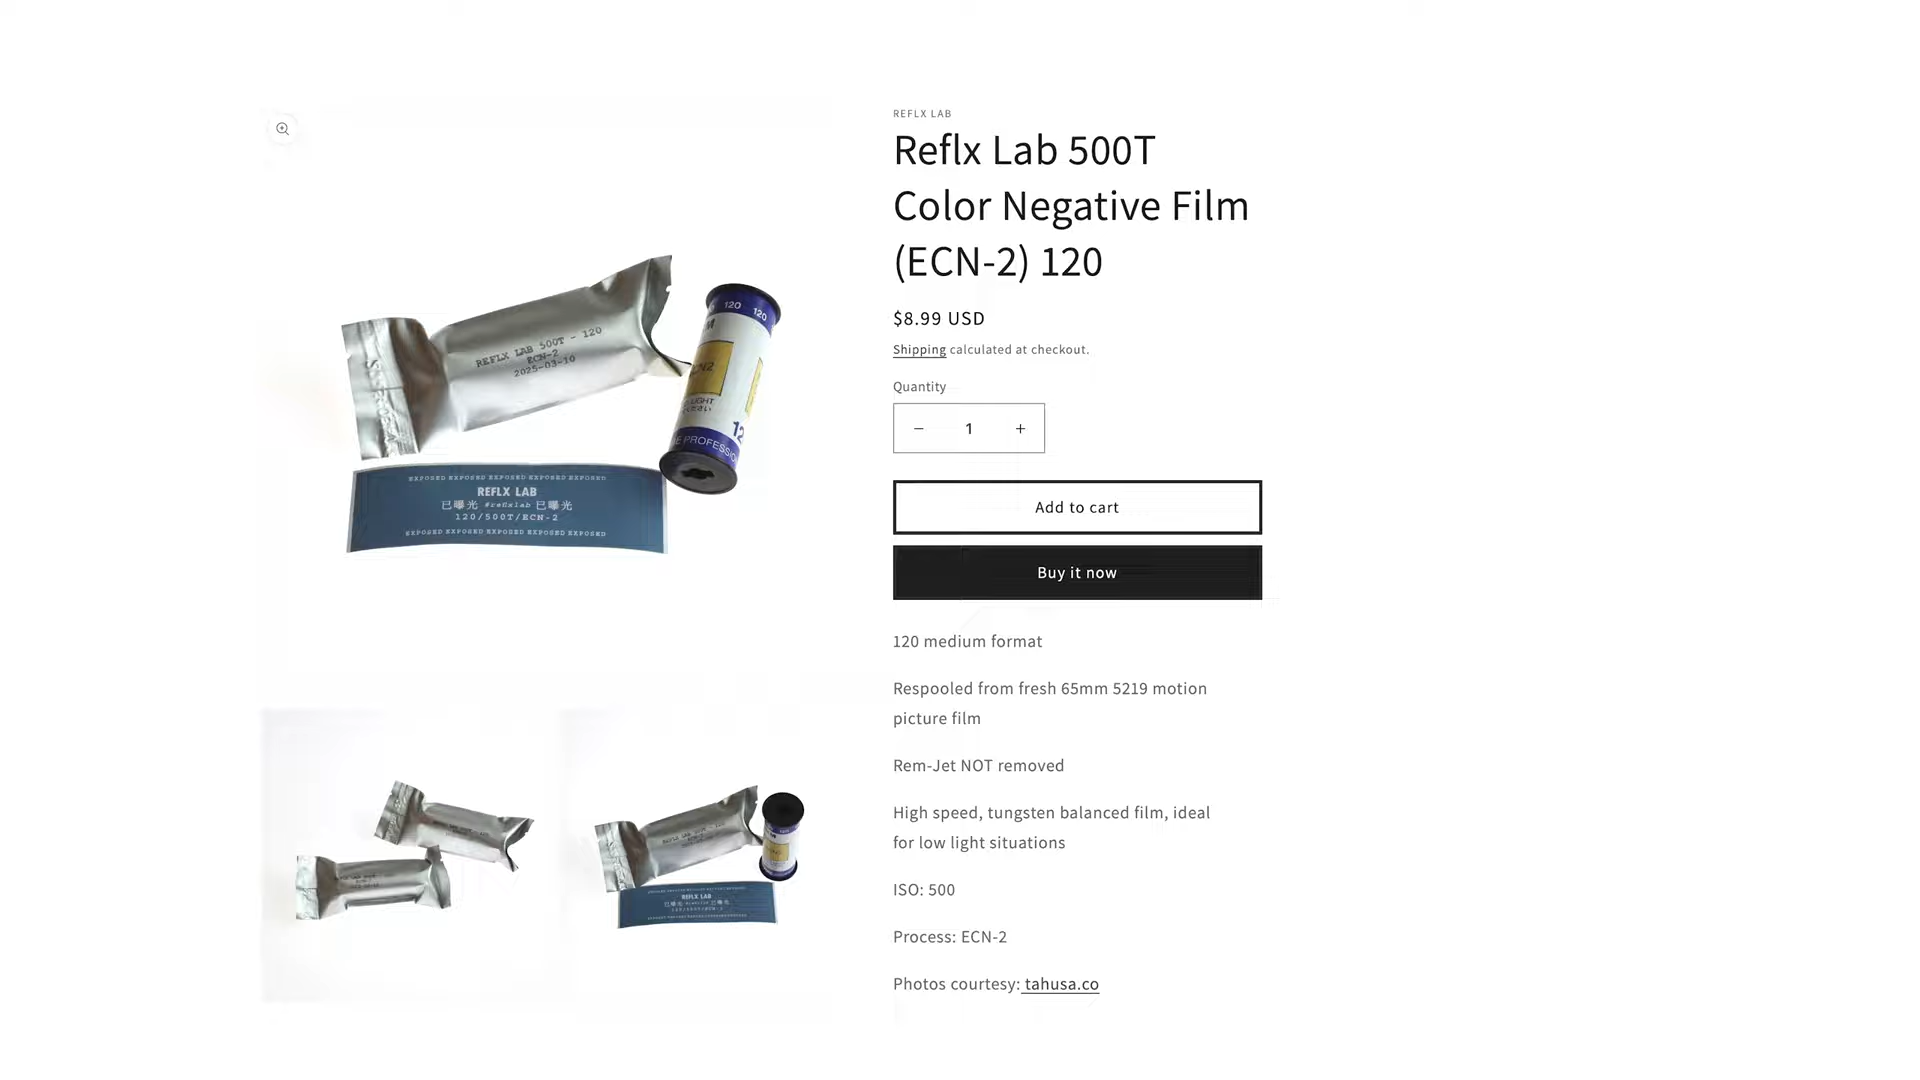 REFLX LAB
Reflx Lab 500T
Color Negative Film
(ECN-2) 120
$8.99 USD
Shipping calculated at checkout.
Quantity
− 1 +
Add to cart
Buy it now
120 medium format
Respooled from fresh 65mm 5219 motion
picture film
Rem-Jet NOT removed
High speed, tungsten balanced film, ideal
for low light situations
ISO: 500
Process: ECN-2
Photos courtesy: tahusa.co
REFLX LAB 500T - 120
ECN-2
2025-03-10
120 120
EXPOSED EXPOSED EXPOSED EXPOSED EXPOSED
REFLX LAB
已曝光 #reflxlab 已曝光
120/500T/ECN-2
EXPOSED EXPOSED EXPOSED EXPOSED EXPOSED
REFLX LAB